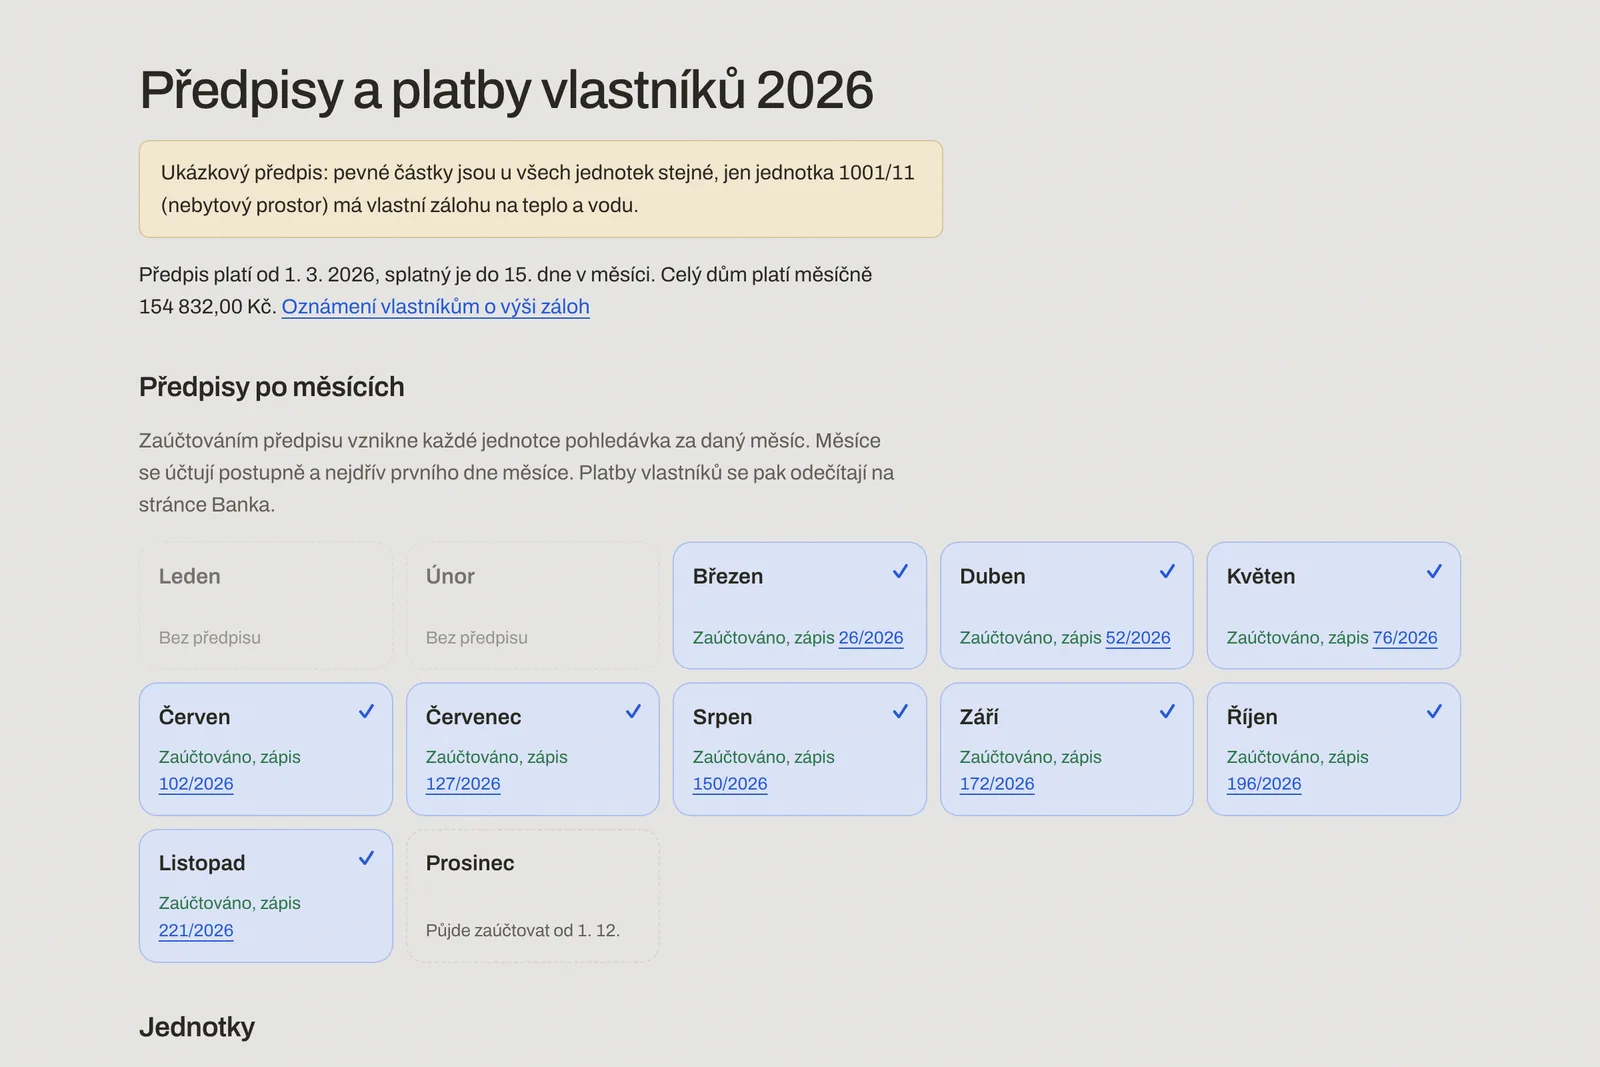 Předpisy a platby vlastníků 2026
Ukázkový předpis: pevné částky jsou u všech jednotek stejné, jen jednotka 1001/11
(nebytový prostor) má vlastní zálohu na teplo a vodu.
Předpis platí od 1. 3. 2026, splatný je do 15. dne v měsíci. Celý dům platí měsíčně
154 832,00 Kč. Oznámení vlastníkům o výši záloh
Předpisy po měsících
Zaúčtováním předpisu vznikne každé jednotce pohledávka za daný měsíc. Měsíce
se účtují postupně a nejdřív prvního dne měsíce. Platby vlastníků se pak odečítají na
stránce Banka.
Leden
Bez předpisu
Únor
Bez předpisu
Březen
Zaúčtováno, zápis 26/2026
Duben
Zaúčtováno, zápis 52/2026
Květen
Zaúčtováno, zápis 76/2026
Červen
Zaúčtováno, zápis
102/2026
Červenec
Zaúčtováno, zápis
127/2026
Srpen
Zaúčtováno, zápis
150/2026
Září
Zaúčtováno, zápis
172/2026
Říjen
Zaúčtováno, zápis
196/2026
Listopad
Zaúčtováno, zápis
221/2026
Prosinec
Půjde zaúčtovat od 1. 12.
Jednotky